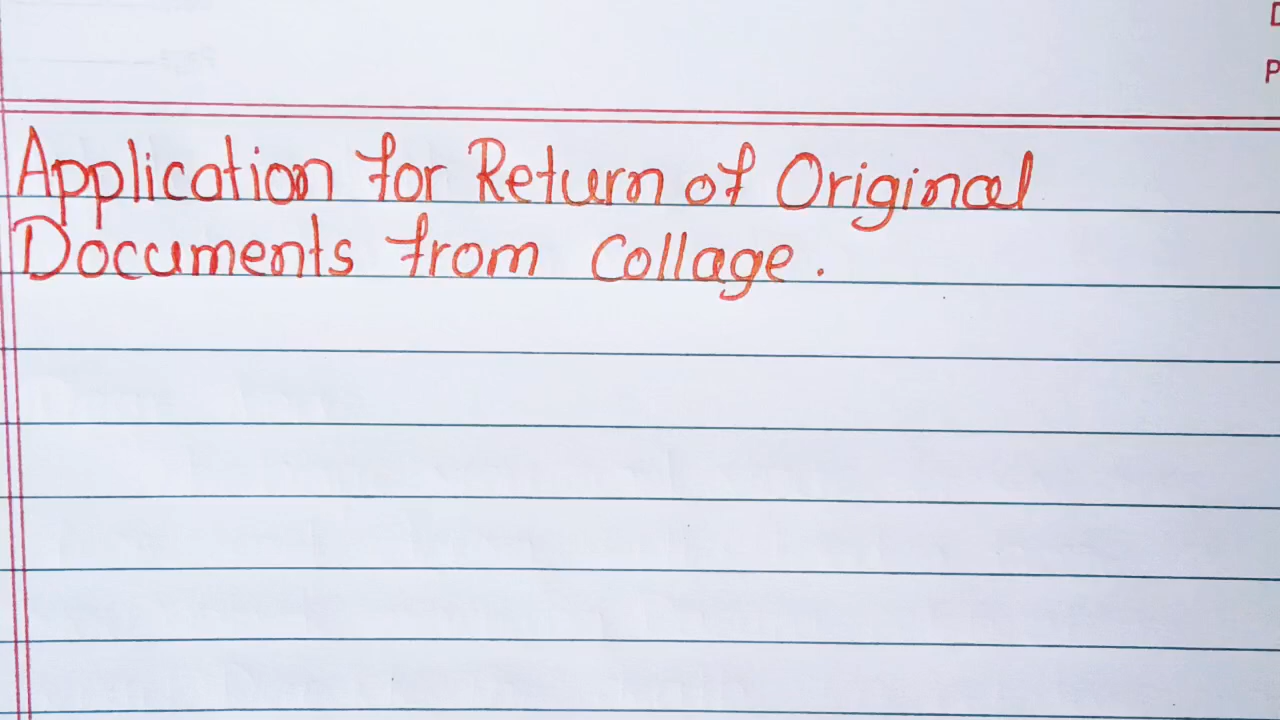 Application for Return of Original
Documents from Collage.